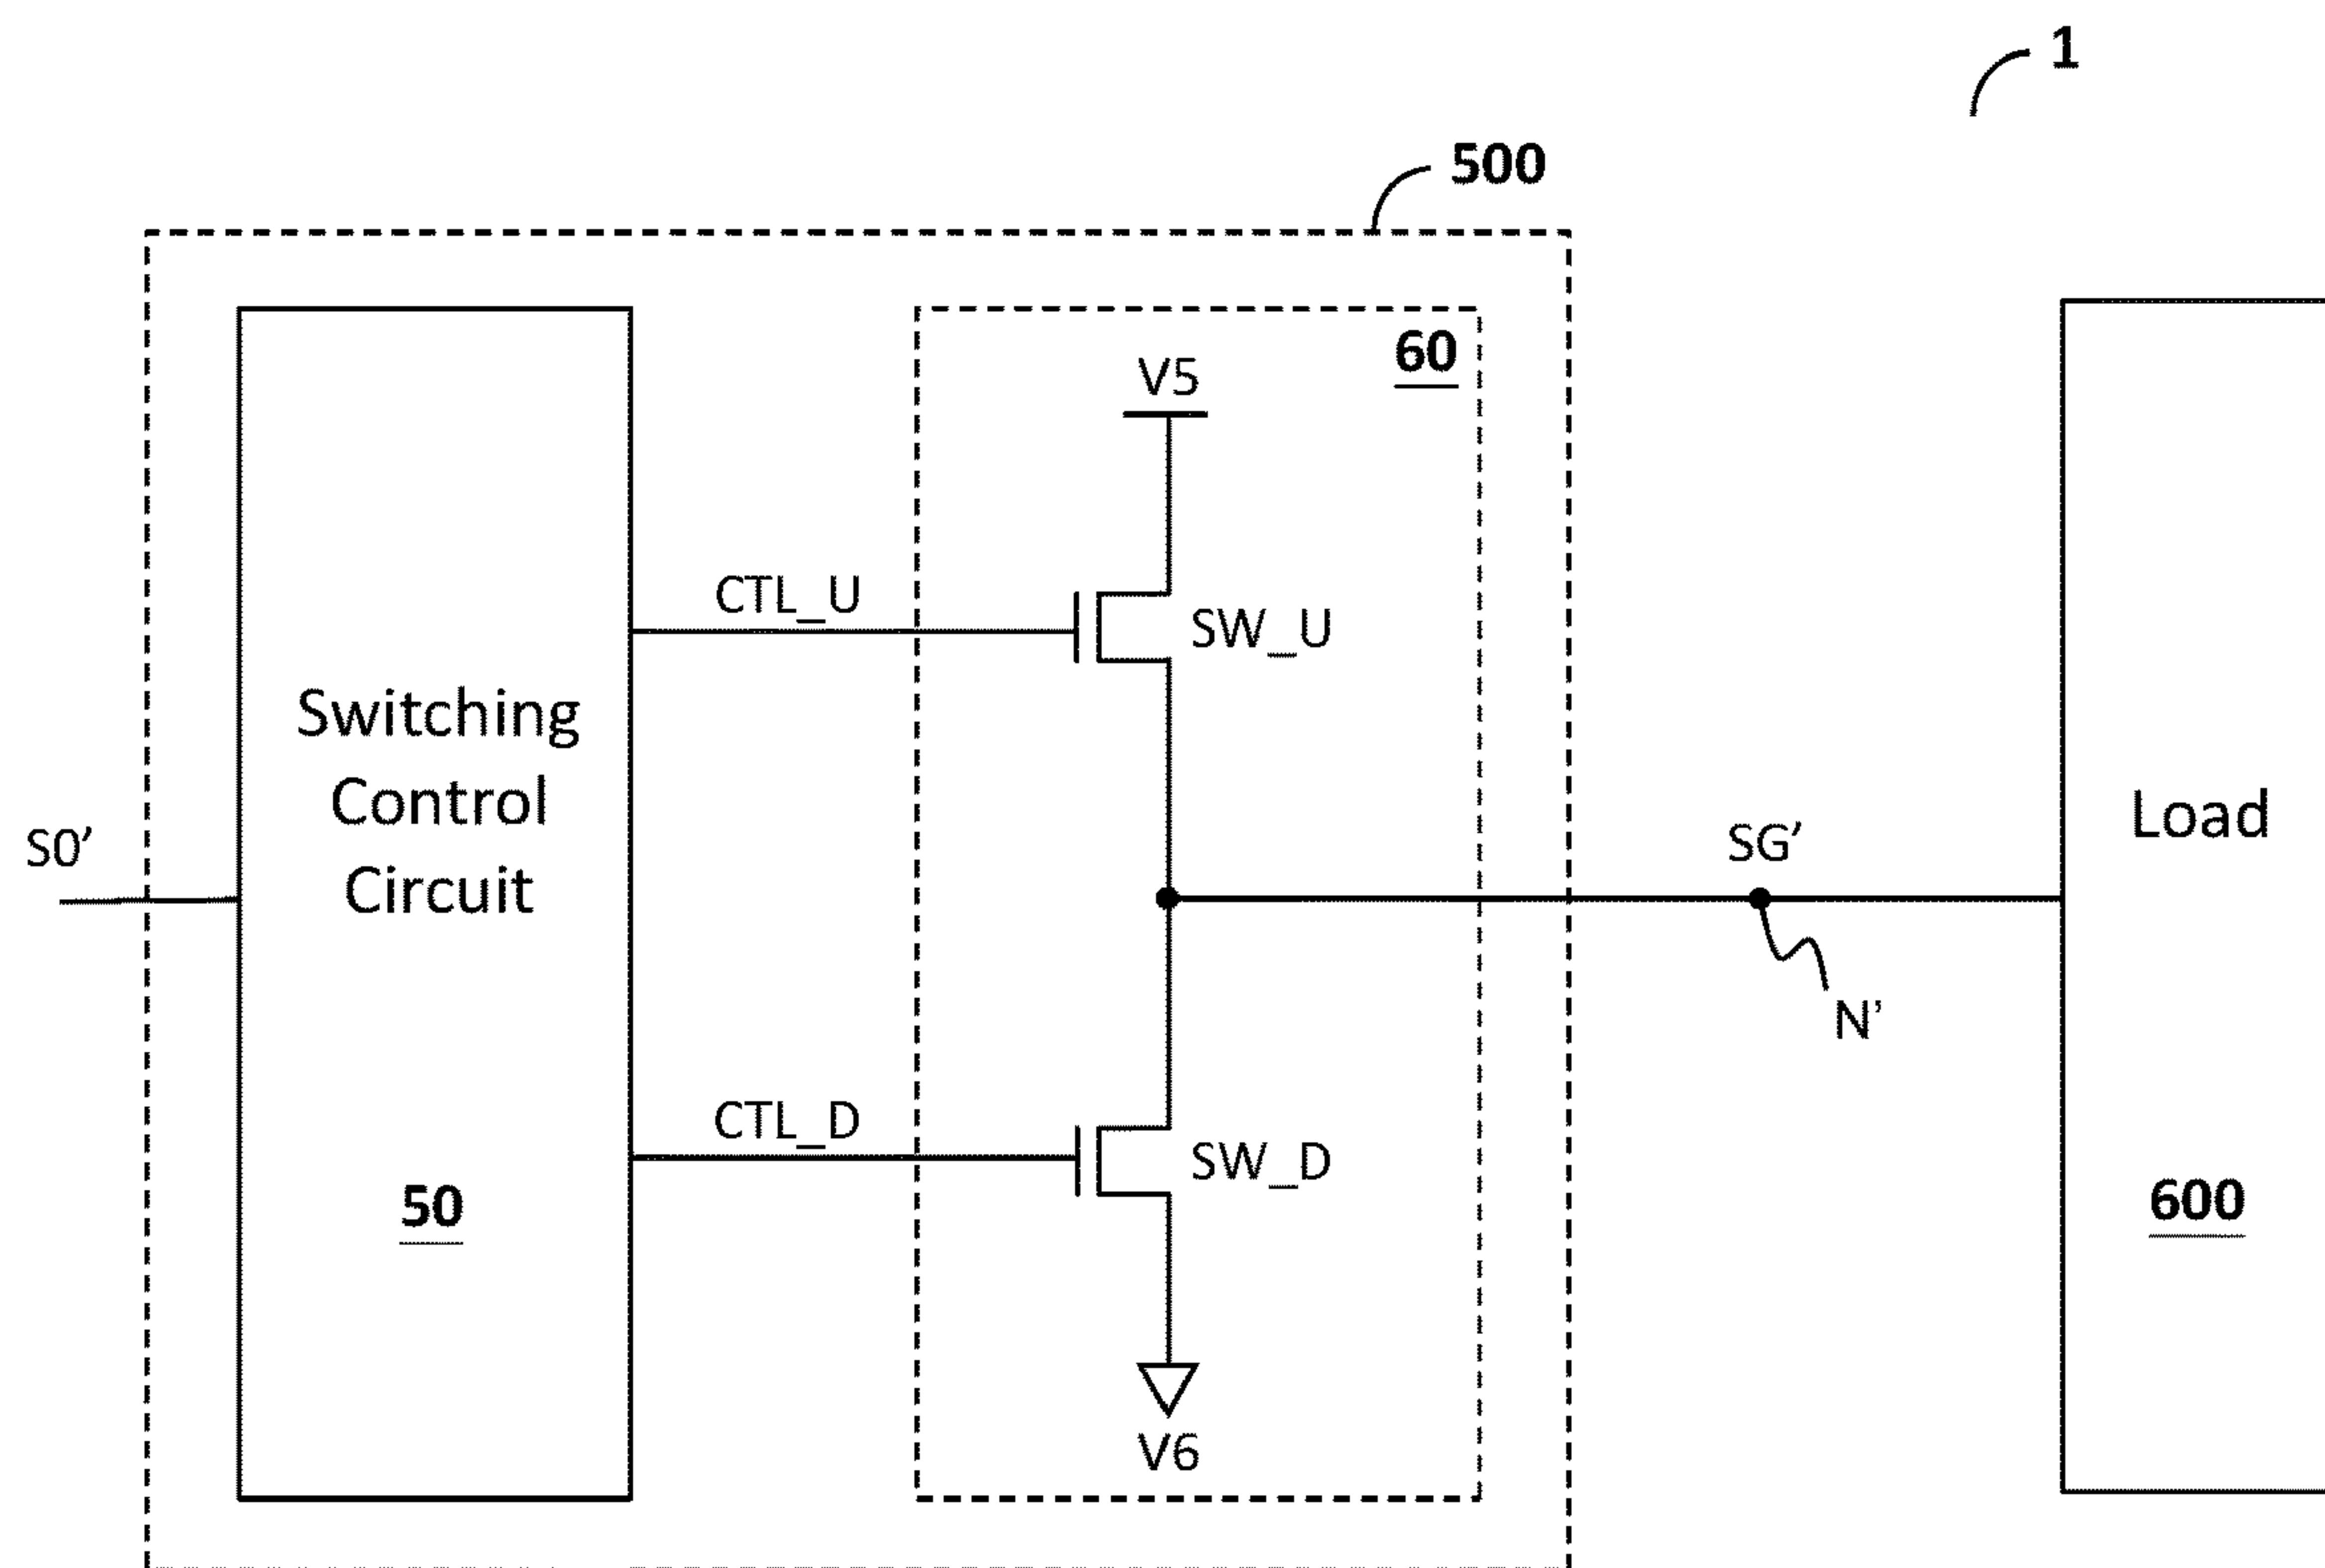 1
500
60
V5
CTL_U
SW_U
Switching
Control
Circuit
S0’
SG’
Load
N’
CTL_D
SW_D
50
600
V6